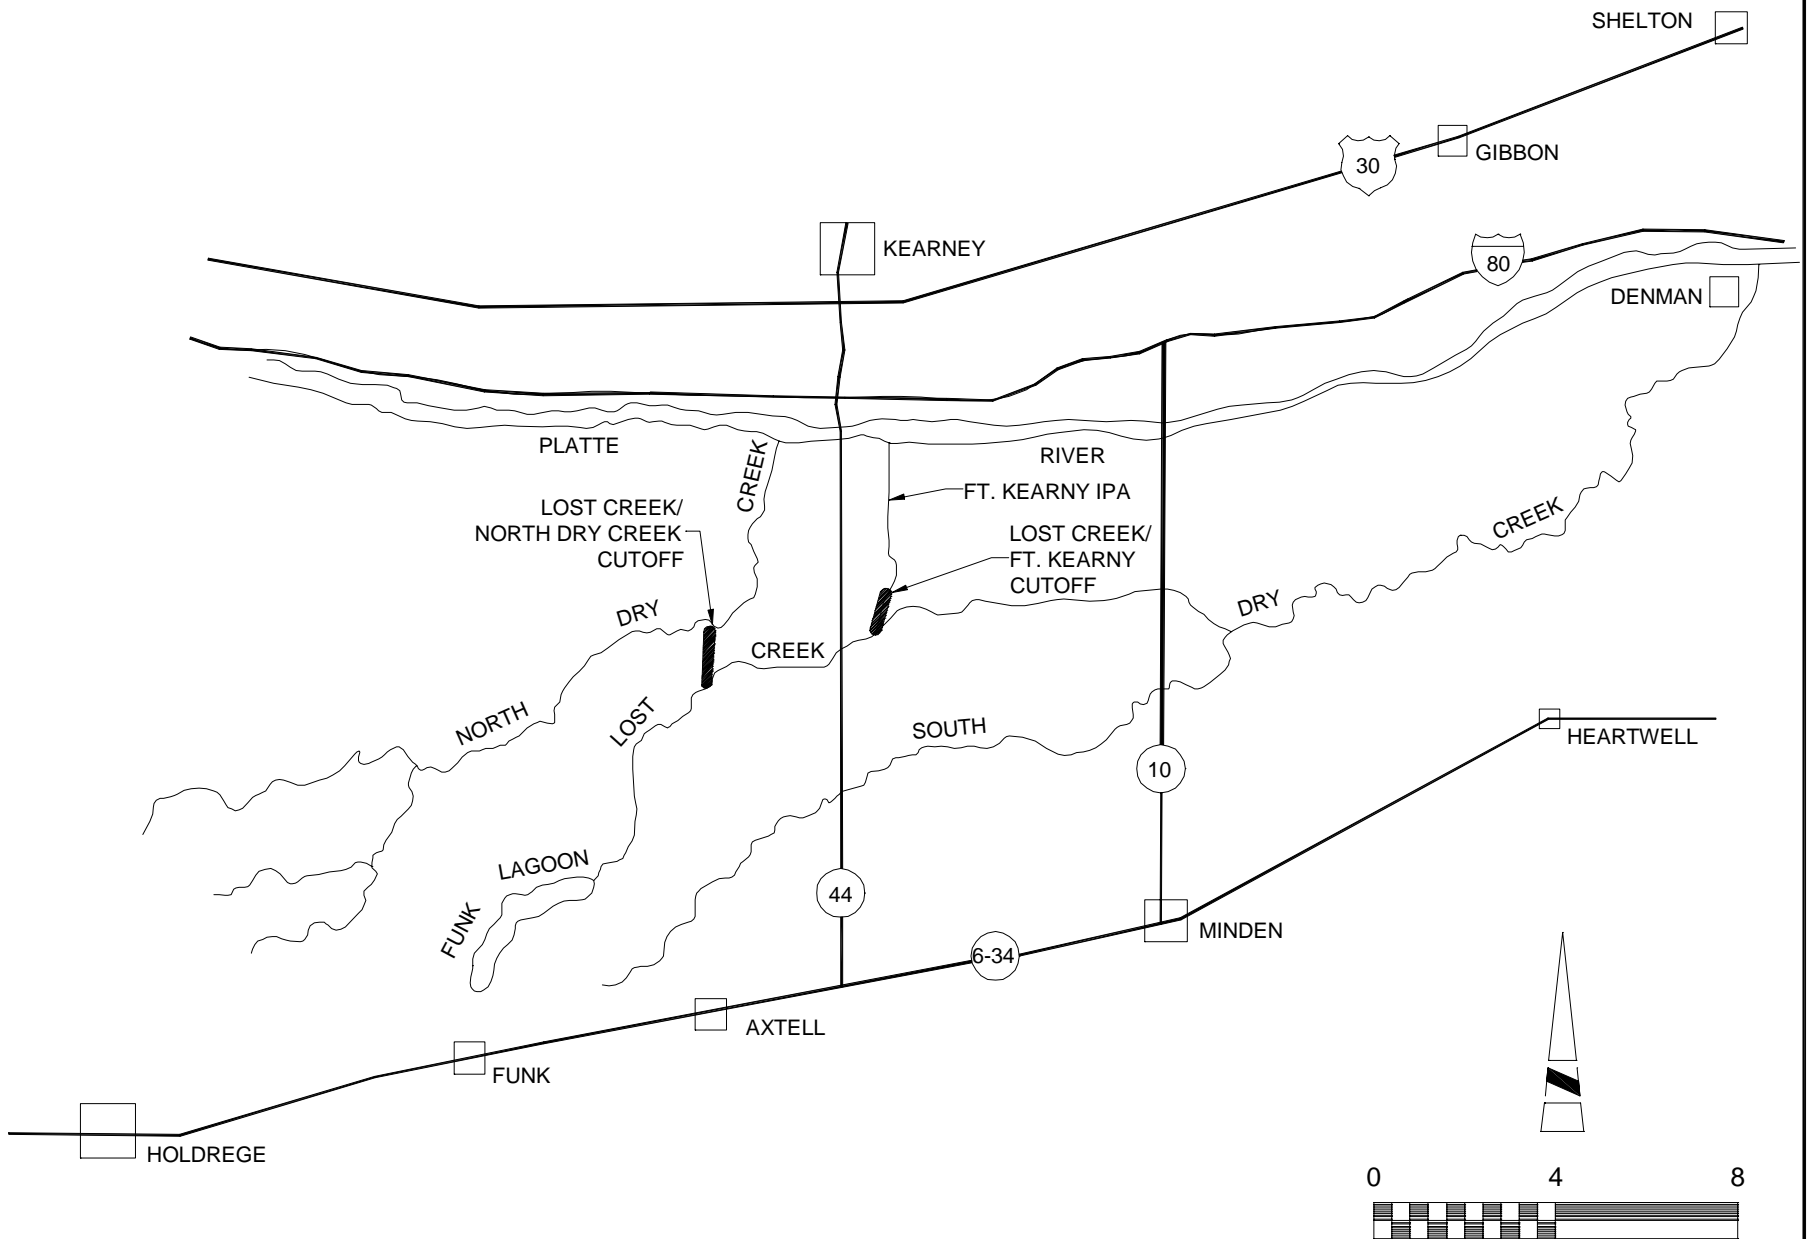 SHELTON
GIBBON
30
KEARNEY
80
DENMAN
PLATTE
RIVER
CREEK
FT. KEARNY IPA
LOST CREEK/
NORTH DRY CREEK
CUTOFF
LOST CREEK/
FT. KEARNY
CUTOFF
CREEK
DRY
DRY
CREEK
NORTH
LOST
SOUTH
HEARTWELL
10
LAGOON
FUNK
44
MINDEN
6-34
AXTELL
FUNK
HOLDREGE
0 4 8